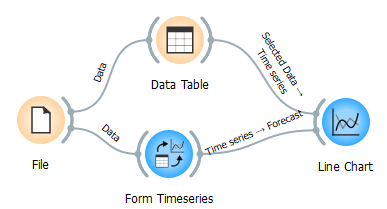 Data
Selected Data →
Time series
Data Table
Data
Time series → Forecast
File
Line Chart
Form Timeseries